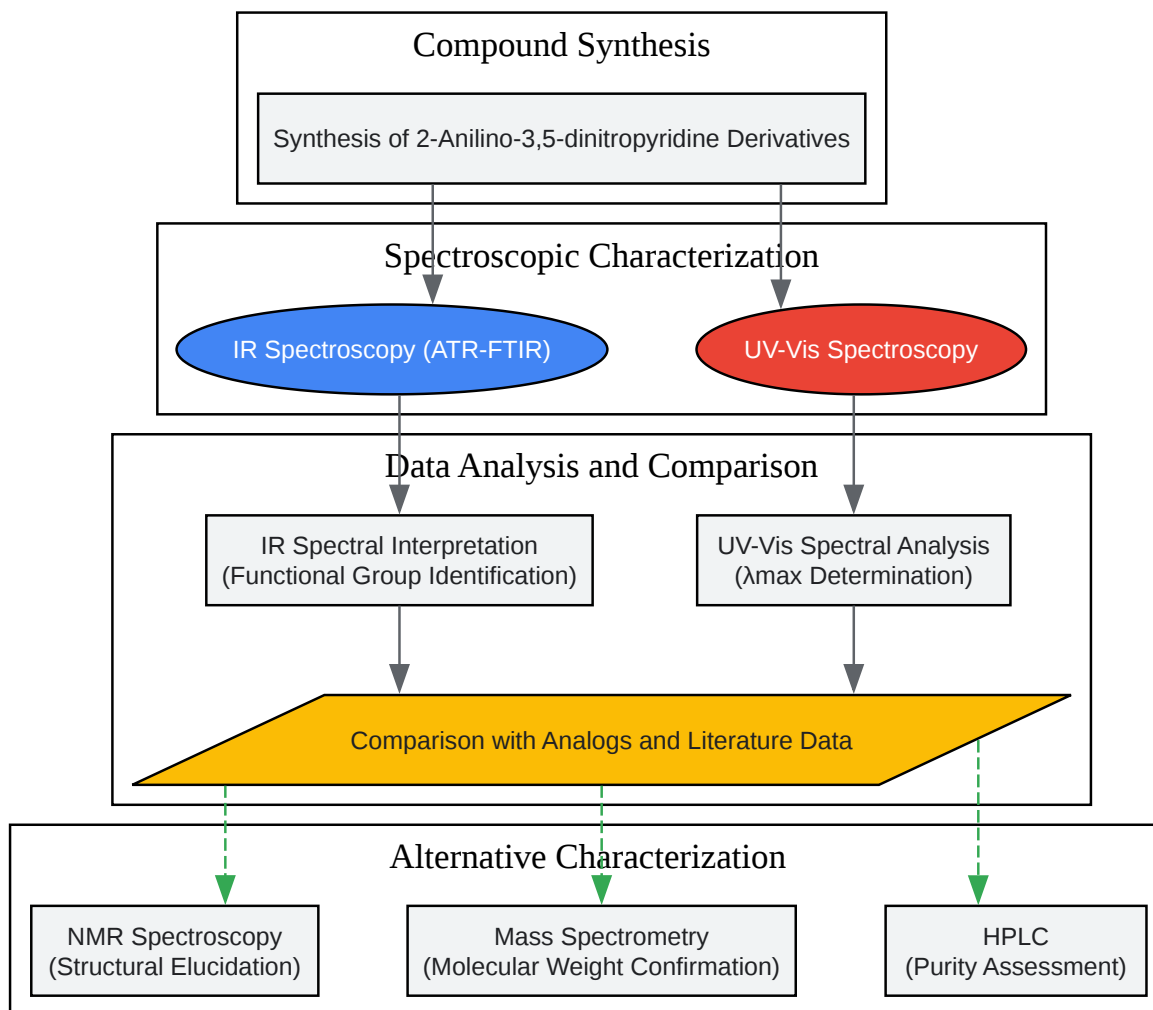 Compound Synthesis
Synthesis of 2-Anilino-3,5-dinitropyridine Derivatives
Spectroscopic Characterization
IR Spectroscopy (ATR-FTIR)
UV-Vis Spectroscopy
Data Analysis and Comparison
IR Spectral Interpretation
(Functional Group Identification)
UV-Vis Spectral Analysis
(λmax Determination)
Comparison with Analogs and Literature Data
Alternative Characterization
NMR Spectroscopy
(Structural Elucidation)
Mass Spectrometry
(Molecular Weight Confirmation)
HPLC
(Purity Assessment)